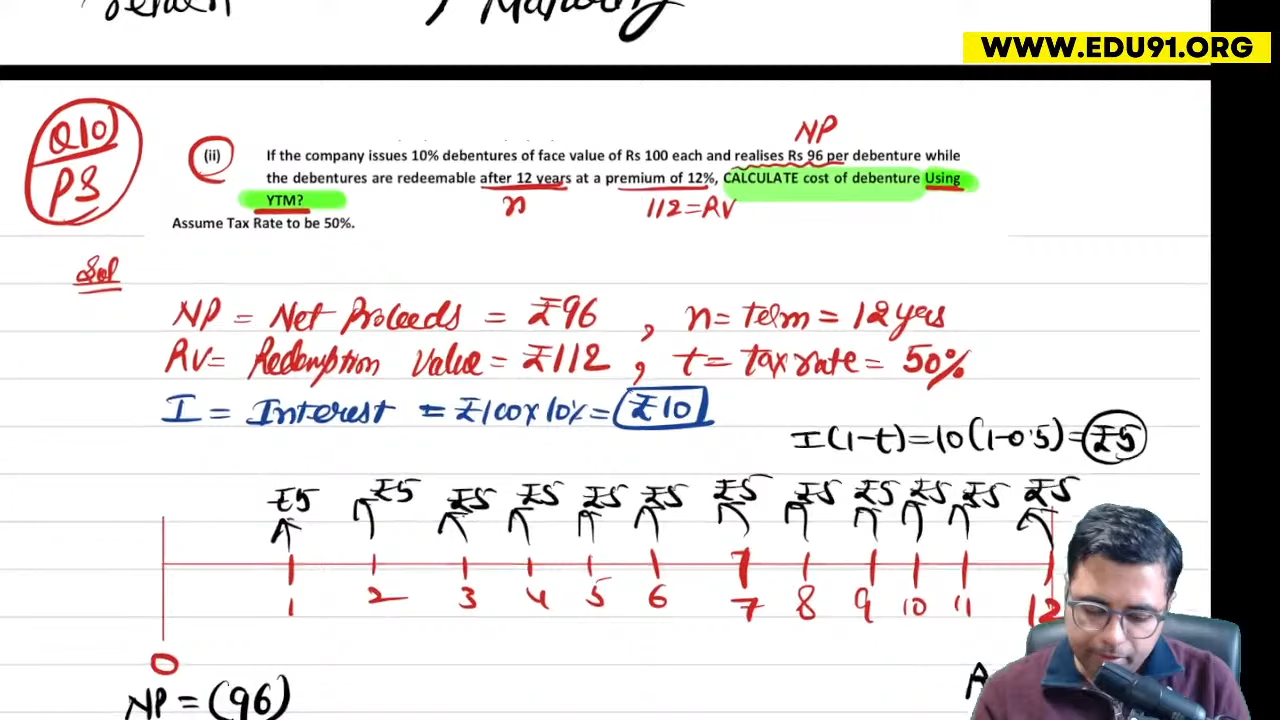 WWW.EDU91.ORG
Q10
PS
NP
(ii) If the company issues 10% debentures of face value of Rs 100 each and realises Rs 96 per debenture while
the debentures are redeemable after 12 years at a premium of 12%, CALCULATE cost of debenture Using
YTM?
n 112=RV
Assume Tax Rate to be 50%.
Sol
NP = Net Proceeds = ₹96 , n = term = 12 yers
RV= Redemption Value = ₹112 , t = tax rate = 50%
I = Interest = ₹100x10% = ₹10
I(1-t)=10(1-0.5)=₹5
₹5 ₹5 ₹5 ₹5 ₹5 ₹5 ₹5 ₹5 ₹5 ₹5 ₹5 ₹5
1 2 3 4 5 6 7 8 9 10 11 12
0
NP = (96)